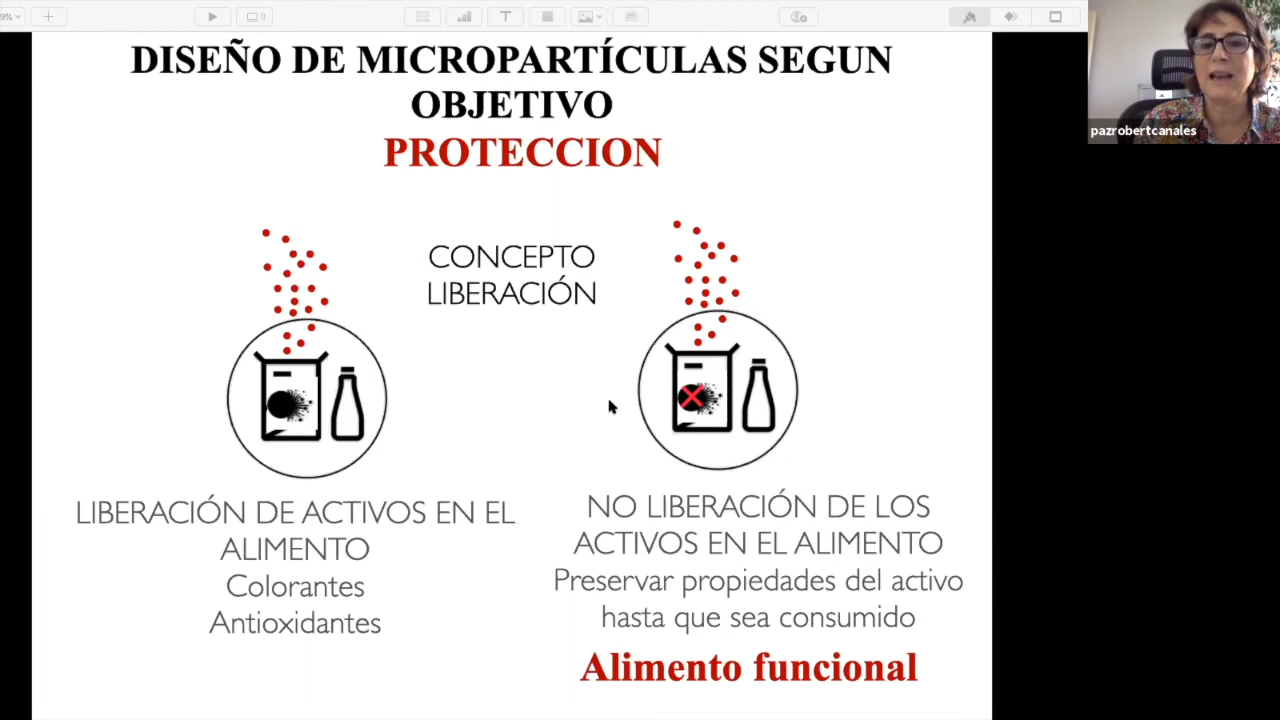 9%
T
DISEÑO DE MICROPARTÍCULAS SEGUN
OBJETIVO
PROTECCION
pazrobertcanales
CONCEPTO
LIBERACIÓN
LIBERACIÓN DE ACTIVOS EN EL
ALIMENTO
Colorantes
Antioxidantes
NO LIBERACIÓN DE LOS
ACTIVOS EN EL ALIMENTO
Preservar propiedades del activo
hasta que sea consumido
Alimento funcional